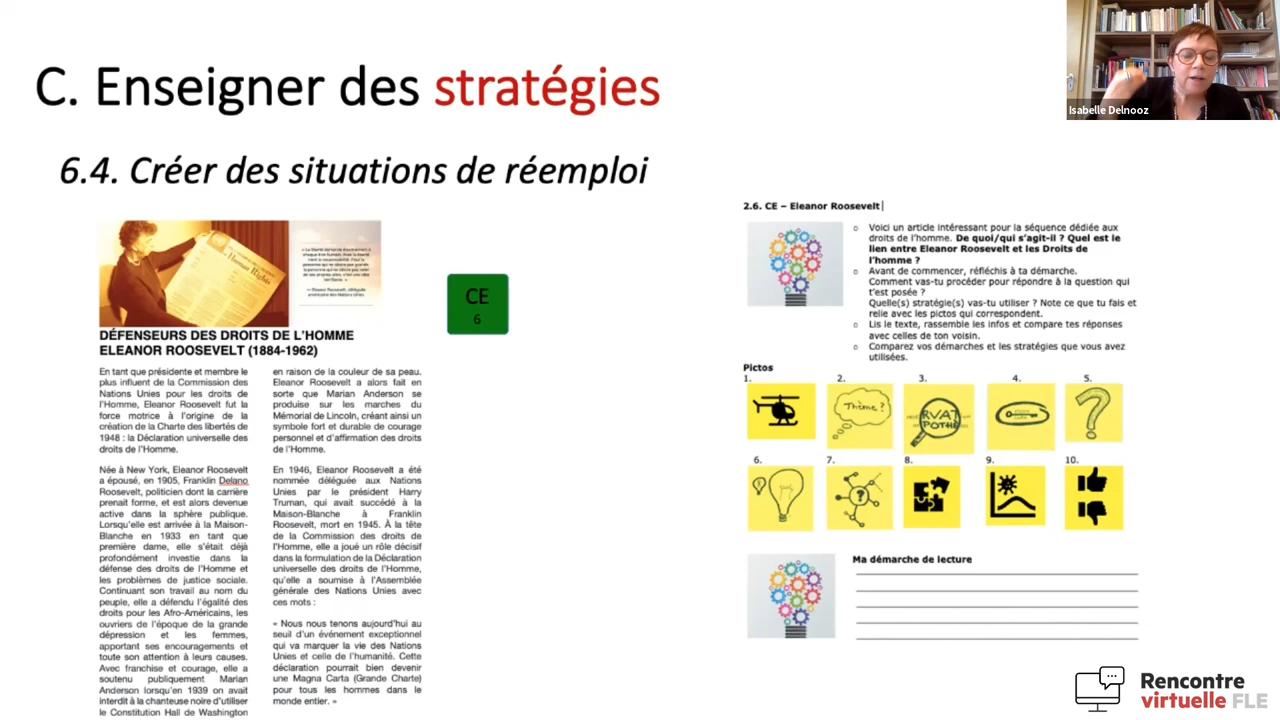 C. Enseigner des stratégies
Isabelle Delnooz
6.4. Créer des situations de réemploi
DÉFENSEURS DES DROITS DE L'HOMME
ELEANOR ROOSEVELT (1884-1962)
En tant que présidente et membre le
plus influent de la Commission des
Nations Unies pour les droits de
l'Homme, Eleanor Roosevelt fut la
force motrice à l'origine de la
création de la Charte des libertés de
1948 : la Déclaration universelle des
droits de l'Homme.
Née à New York, Eleanor Roosevelt
a épousé, en 1905, Franklin Delano
Roosevelt, politicien dont la carrière
prenait forme, et est alors devenue
active dans la sphère publique.
Lorsqu'elle est arrivée à la Maison-
Blanche en 1933 en tant que
première dame, elle s'était déjà
profondément investie dans la
défense des droits de l'Homme et
les problèmes de justice sociale.
Continuant son travail au nom du
peuple, elle a défendu l'égalité des
droits pour les Afro-Américains, les
ouvriers de l'époque de la grande
dépression et les femmes,
apportant ses encouragements et
toute son attention à leurs causes.
Avec franchise et courage, elle a
soutenu publiquement Marian
Anderson lorsqu'en 1939 on avait
interdit à la chanteuse noire d'utiliser
le Constitution Hall de Washington
en raison de la couleur de sa peau.
Eleanor Roosevelt a alors fait en
sorte que Marian Anderson se
produise sur les marches du
Mémorial de Lincoln, créant ainsi un
symbole fort et durable de courage
personnel et d'affirmation des droits
de l'Homme.
En 1946, Eleanor Roosevelt a été
nommée déléguée aux Nations
Unies par le président Harry
Truman, qui avait succédé à la
Maison-Blanche à Franklin
Roosevelt, mort en 1945. À la tête
de la Commission des droits de
l'Homme, elle a joué un rôle décisif
dans la formulation de la Déclaration
universelle des droits de l'Homme,
qu'elle a soumise à l'Assemblée
générale des Nations Unies avec
ces mots :
« Nous nous tenons aujourd'hui au
seuil d'un événement exceptionnel
qui va marquer la vie des Nations
Unies et celle de l'humanité. Cette
déclaration pourrait bien devenir
une Magna Carta (Grande Charte)
pour tous les hommes dans le
monde entier. »
CE
6
2.6. CE – Eleanor Roosevelt
o Voici un article intéressant pour la séquence dédiée aux
droits de l'homme. De quoi/qui s'agit-il ? Quel est le
lien entre Eleanor Roosevelt et les Droits de
l'homme ?
o Avant de commencer, réfléchis à ta démarche.
Comment vas-tu procéder pour répondre à la question qui
t'est posée ?
Quelle(s) stratégie(s) vas-tu utiliser ? Note ce que tu fais et
relie avec les pictos qui correspondent.
o Lis le texte, rassemble les infos et compare tes réponses
avec celles de ton voisin.
o Comparez vos démarches et les stratégies que vous avez
utilisées.
Pictos
1. 2. 3. 4. 5.
Thème ?
RVAT
POTHÈ
6. 7. 8. 9. 10.
Ma démarche de lecture
Rencontre
virtuelle FLE